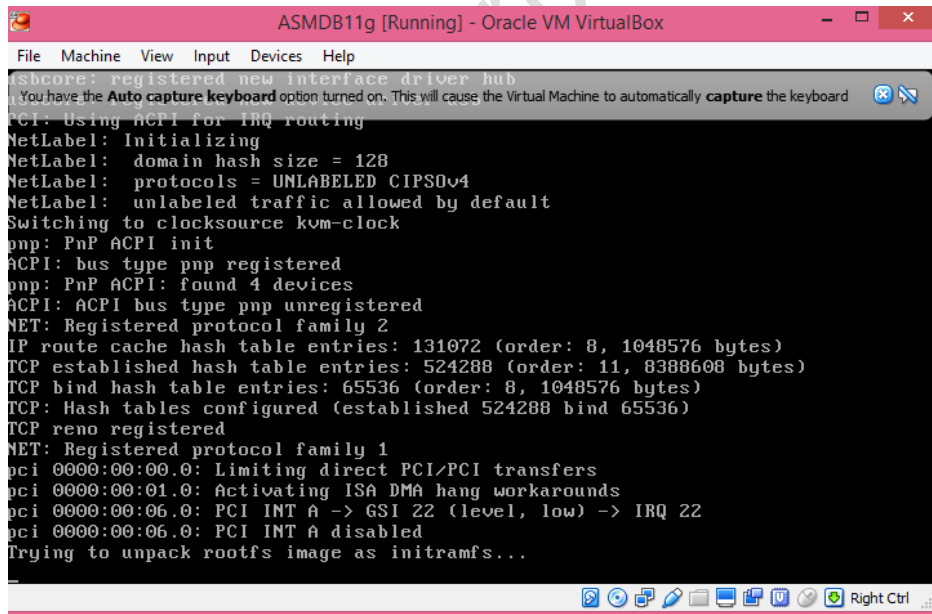 ASMDB11g [Running] - Oracle VM VirtualBox
File Machine View Input Devices Help
usbcore: registered new interface driver hub
You have the Auto capture keyboard option turned on. This will cause the Virtual Machine to automatically capture the keyboard
PCI: Using ACPI for IRQ routing
NetLabel: Initializing
NetLabel:  domain hash size = 128
NetLabel:  protocols = UNLABELED CIPSOv4
NetLabel:  unlabeled traffic allowed by default
Switching to clocksource kvm-clock
pnp: PnP ACPI init
ACPI: bus type pnp registered
pnp: PnP ACPI: found 4 devices
ACPI: ACPI bus type pnp unregistered
NET: Registered protocol family 2
IP route cache hash table entries: 131072 (order: 8, 1048576 bytes)
TCP established hash table entries: 524288 (order: 11, 8388608 bytes)
TCP bind hash table entries: 65536 (order: 8, 1048576 bytes)
TCP: Hash tables configured (established 524288 bind 65536)
TCP reno registered
NET: Registered protocol family 1
pci 0000:00:00.0: Limiting direct PCI/PCI transfers
pci 0000:00:01.0: Activating ISA DMA hang workarounds
pci 0000:00:06.0: PCI INT A -> GSI 22 (level, low) -> IRQ 22
pci 0000:00:06.0: PCI INT A disabled
Trying to unpack rootfs image as initramfs...
Right Ctrl